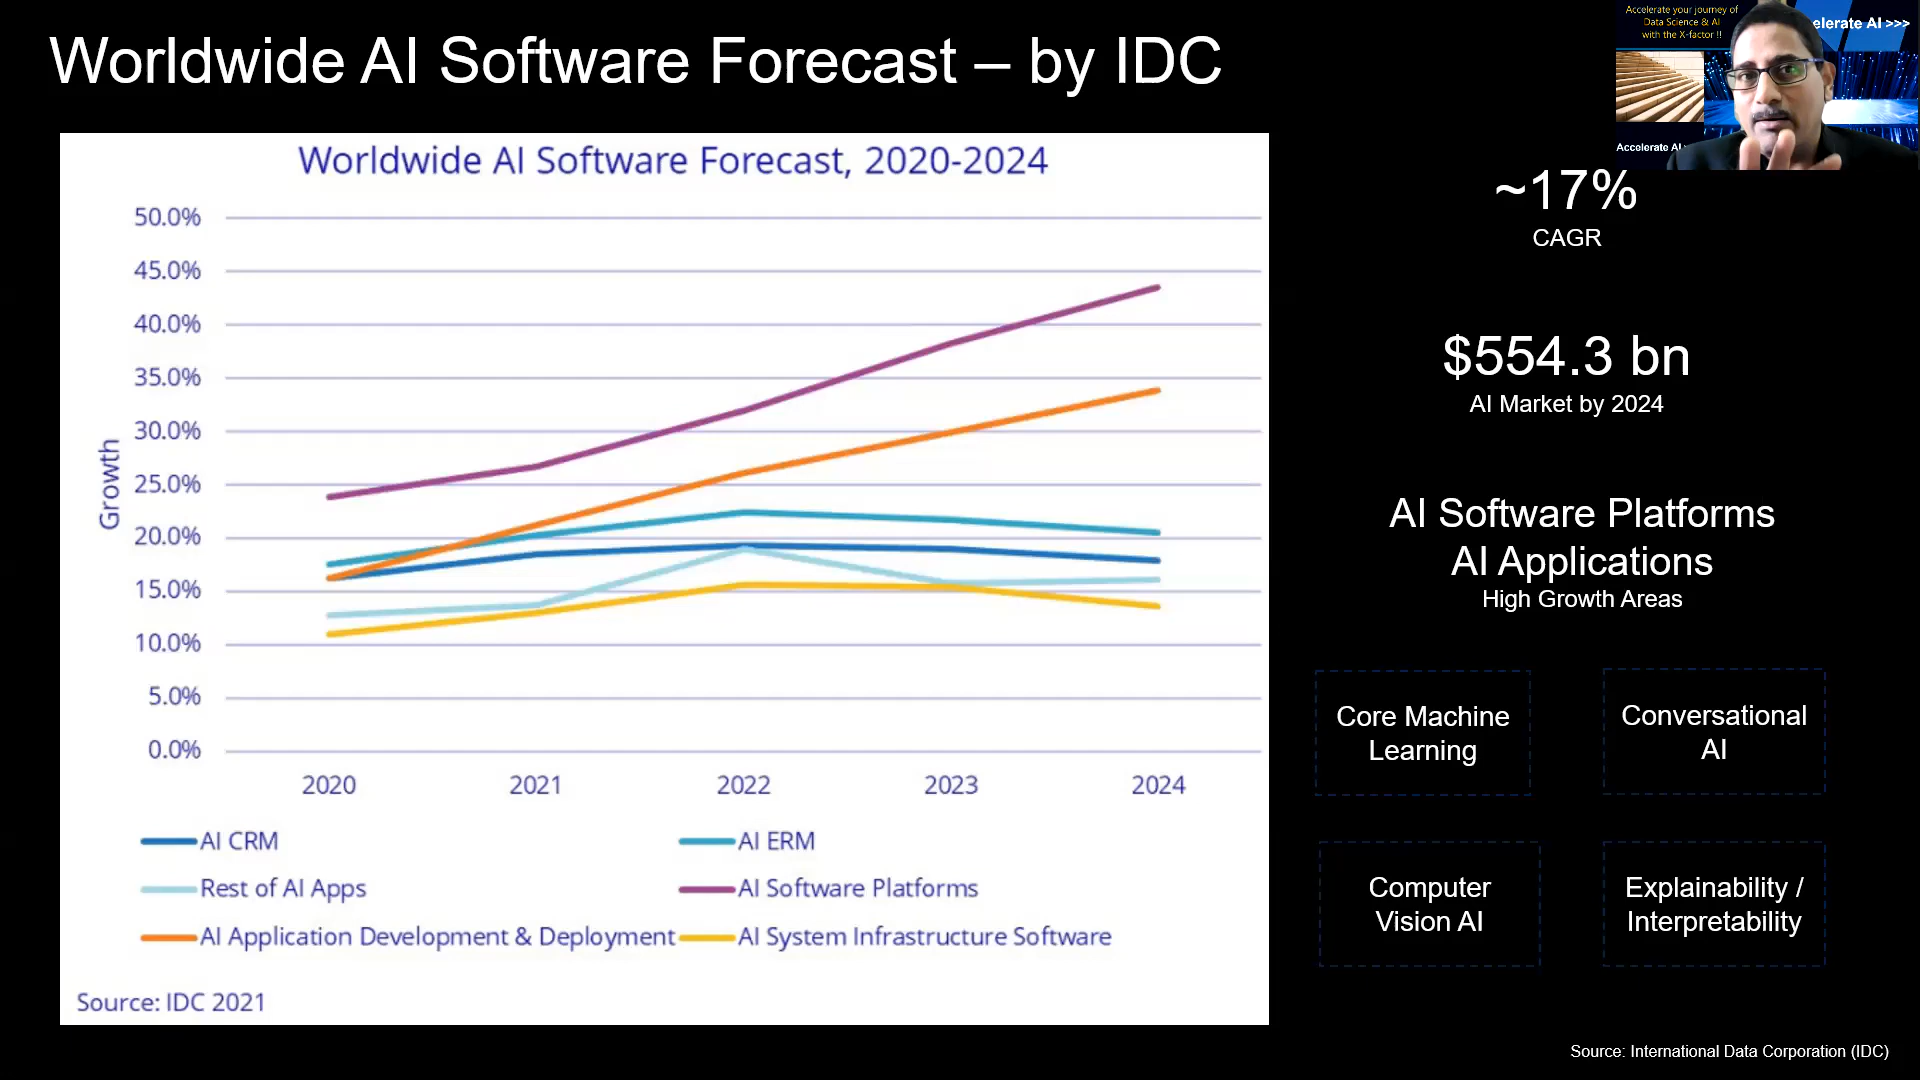 Worldwide AI Software Forecast – by IDC
Accelerate your journey of
Data Science & AI
with the X-factor !!
elerate AI >>>
Accelerate AI
Worldwide AI Software Forecast, 2020-2024
50.0%
45.0%
40.0%
35.0%
30.0%
25.0%
20.0%
15.0%
10.0%
5.0%
0.0%
Growth
2020 2021 2022 2023 2024
AI CRM AI ERM
Rest of AI Apps AI Software Platforms
AI Application Development & Deployment AI System Infrastructure Software
Source: IDC 2021
~17%
CAGR
$554.3 bn
AI Market by 2024
AI Software Platforms
AI Applications
High Growth Areas
Core Machine
Learning
Conversational
AI
Computer
Vision AI
Explainability /
Interpretability
Source: International Data Corporation (IDC)